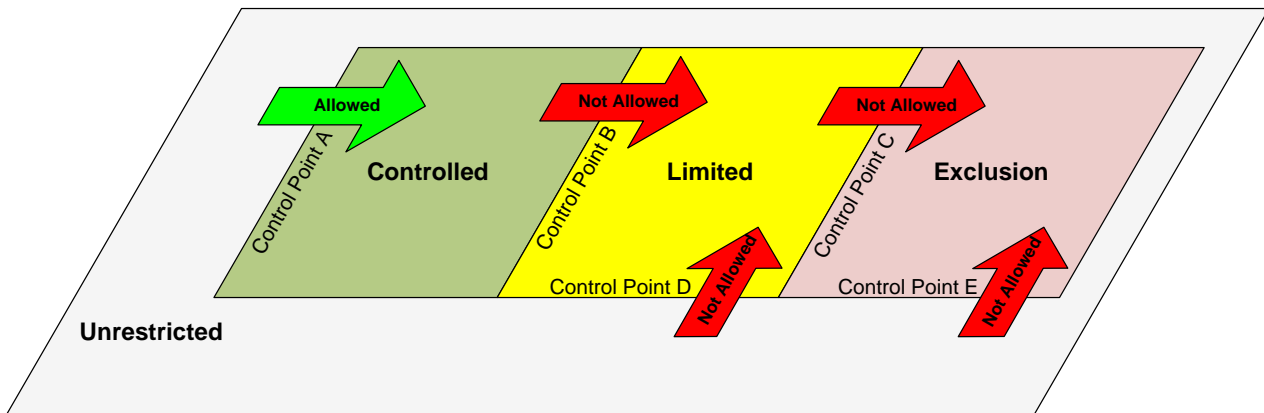 Allowed
Not Allowed
Not Allowed
Control Point A
Controlled
Control Point B
Limited
Control Point C
Exclusion
Control Point D
Not Allowed
Control Point E
Not Allowed
Unrestricted